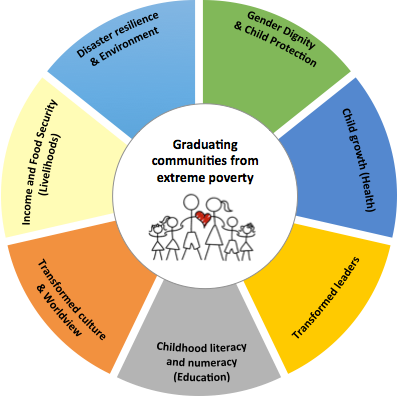 Graduating
communities from
extreme poverty
Gender Dignity
& Child Protection
Child growth (Health)
Transformed leaders
Childhood literacy
and numeracy
(Education)
Transformed culture
& Worldview
Income and Food Security
(Livelihoods)
Disaster resilience
& Environment